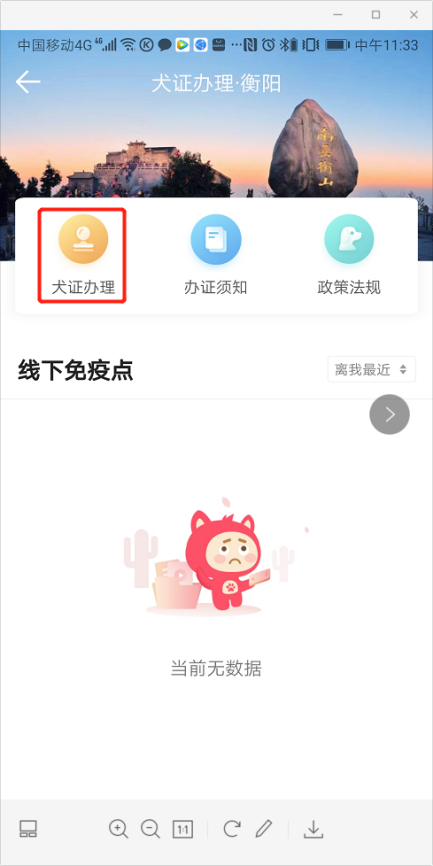 中国移动4G 4G 中午11:33
犬证办理·衡阳
南岳衡山
犬证办理 办证须知 政策法规
线下免疫点 离我最近
当前无数据
1:1